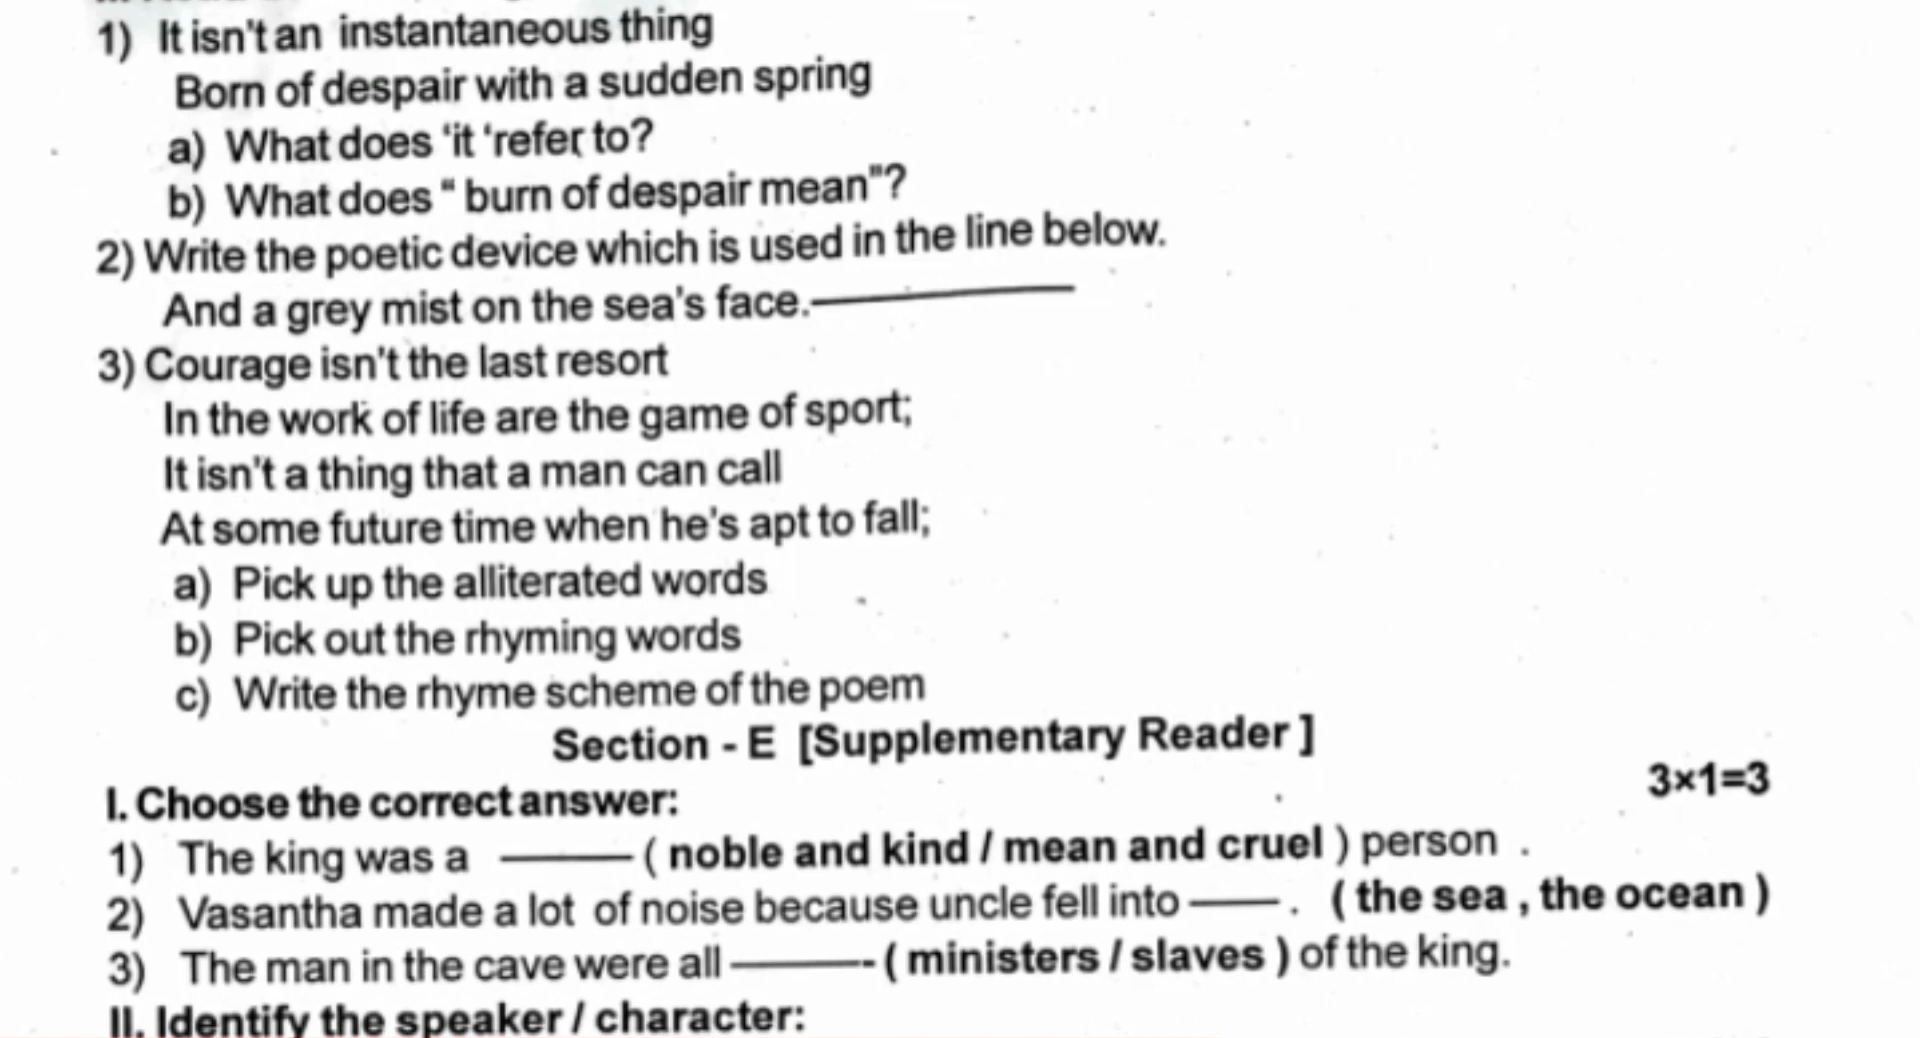 1) It isn't an instantaneous thing
Born of despair with a sudden spring
a) What does 'it 'refer to?
b) What does " burn of despair mean"?
2) Write the poetic device which is used in the line below.
And a grey mist on the sea's face.
3) Courage isn't the last resort
In the work of life are the game of sport;
It isn't a thing that a man can call
At some future time when he's apt to fall;
a) Pick up the alliterated words
b) Pick out the rhyming words
c) Write the rhyme scheme of the poem
Section - E [Supplementary Reader ]
3×1=3
I. Choose the correct answer:
1) The king was a ——— ( noble and kind / mean and cruel ) person .
2) Vasantha made a lot of noise because uncle fell into ——. ( the sea , the ocean )
3) The man in the cave were all ———- ( ministers / slaves ) of the king.
II. Identify the speaker / character: